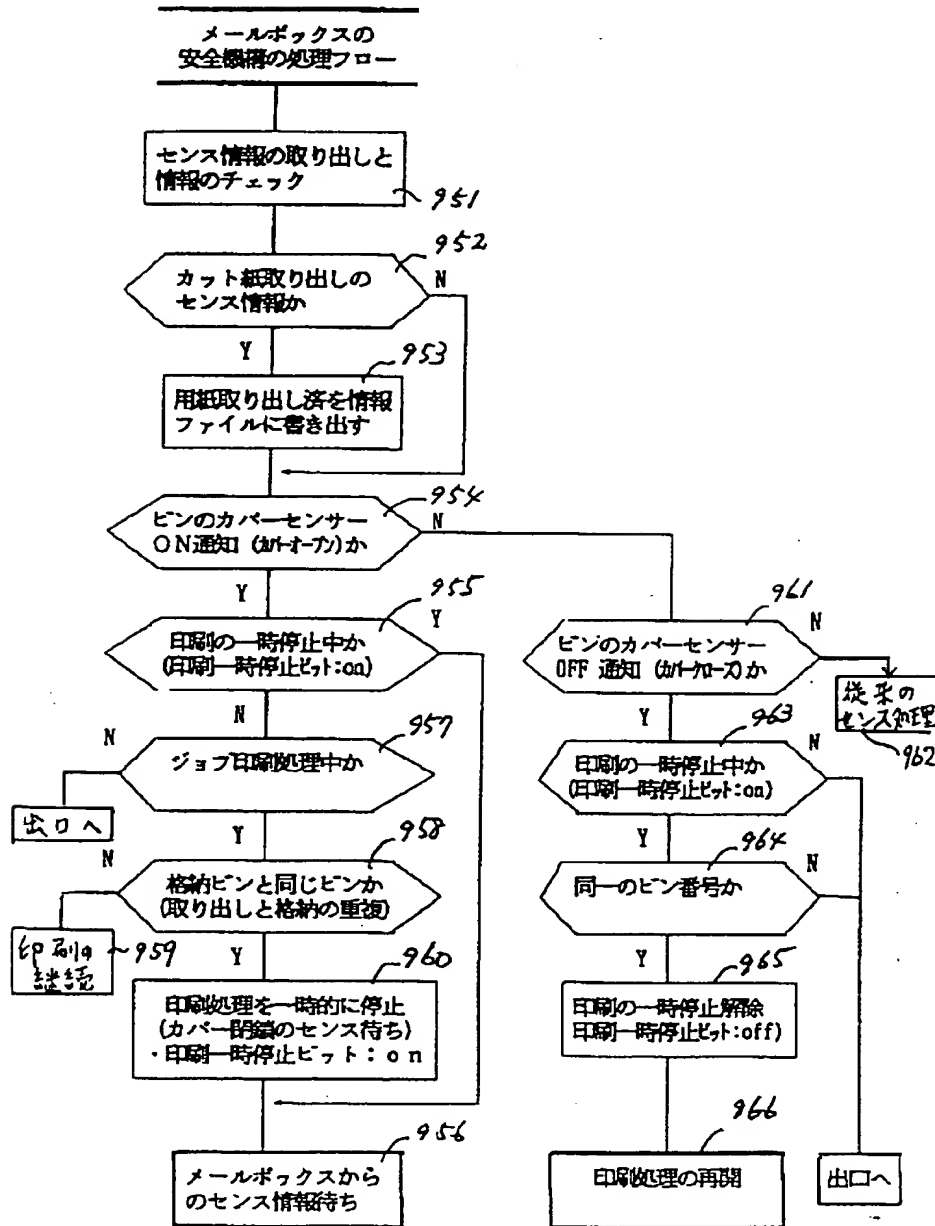 メールボックスの
安全機構の処理フロー
センス情報の取り出しと
情報のチェック
951
952
カット紙取り出しの
センス情報か
N
Y
953
用紙取り出し済を情報
ファイルに書き出す
954
ビンのカバーセンサー
ON通知(カバーオープン)か
N
Y
955
印刷の一時停止中か
(印刷一時停止ビット:on)
Y
N
957
ジョブ印刷処理中か
N
出口へ
Y
958
格納ビンと同じビンか
(取り出しと格納の重複)
N
印刷の
継続
959
Y
960
印刷処理を一時的に停止
(カバー閉鎖のセンス待ち)
・印刷一時停止ビット:on
956
メールボックスから
のセンス情報待ち
961
ビンのカバーセンサー
OFF通知(カバークローズ)か
N
従来の
センス処理
962
Y
963
印刷の一時停止中か
(印刷一時停止ビット:on)
N
Y
964
同一のビン番号か
N
Y
965
印刷の一時停止解除
印刷一時停止ビット:off)
966
印刷処理の再開
出口へ